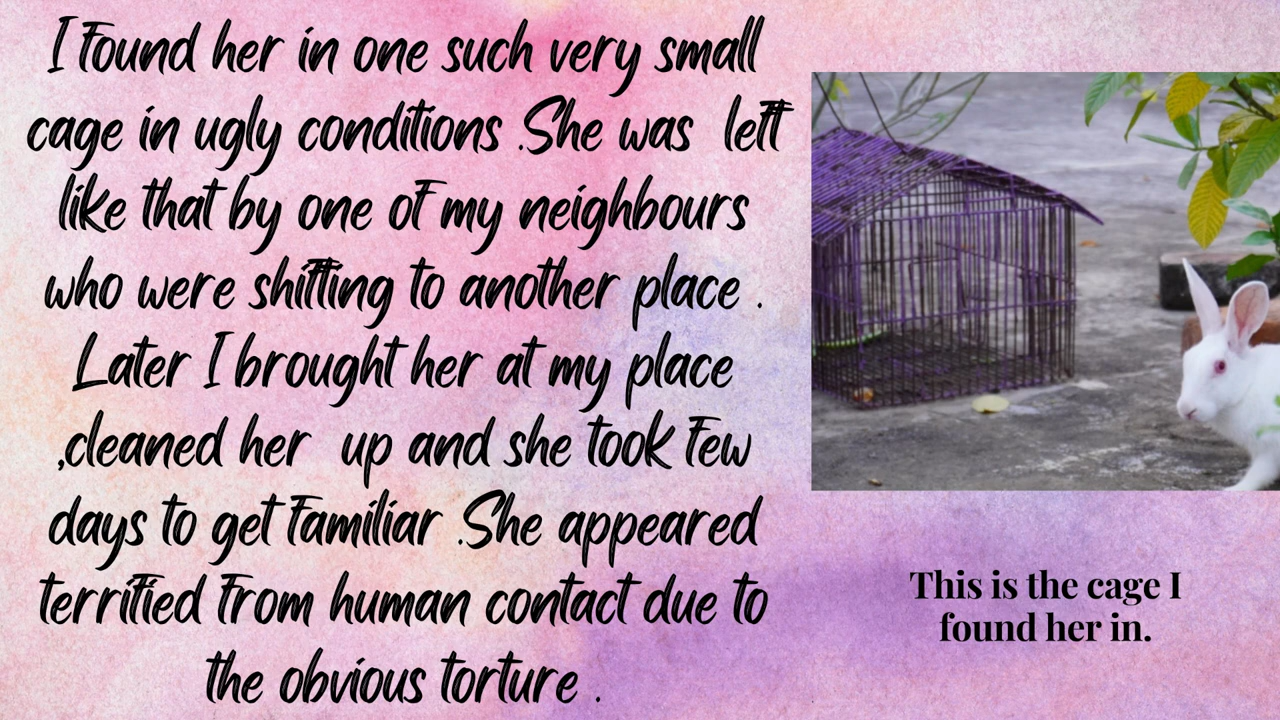 I found her in one such very small
cage in ugly conditions .She was left
like that by one of my neighbours
who were shifting to another place .
Later I brought her at my place
,cleaned her up and she took few
days to get familiar .She appeared
terrified from human contact due to
the obvious torture .
This is the cage I
found her in.